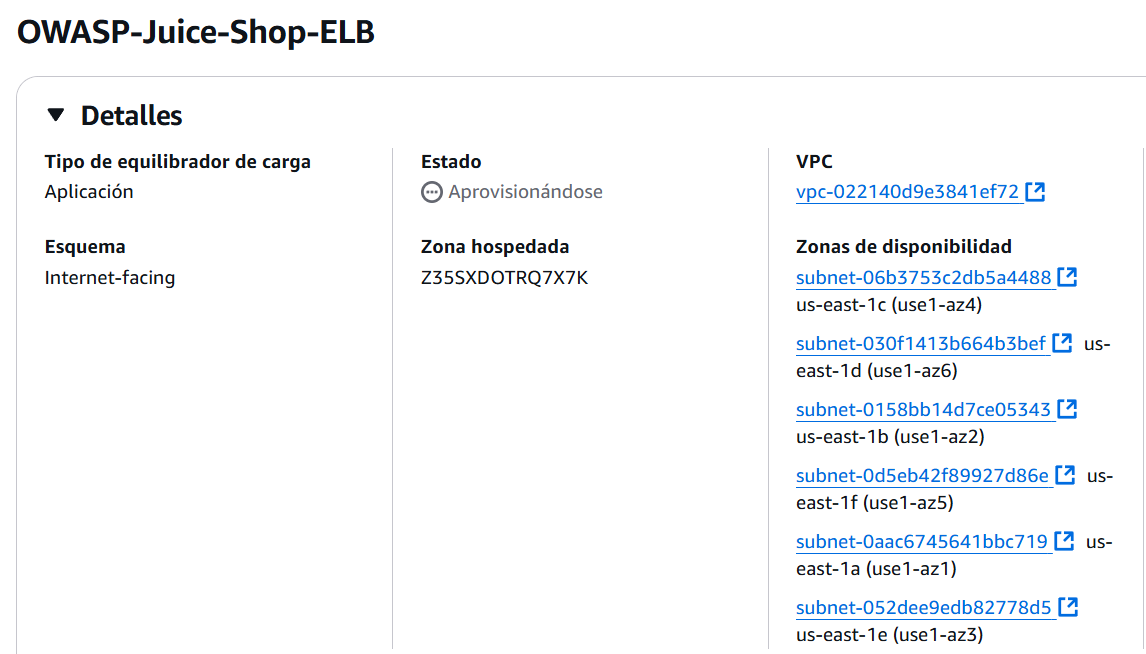 OWASP-Juice-Shop-ELB
Detalles
Tipo de equilibrador de carga
Aplicación
Esquema
Internet-facing
Estado
Aprovisionándose
Zona hospedada
Z35SXDOTRQ7X7K
VPC
vpc-022140d9e3841ef72
Zonas de disponibilidad
subnet-06b3753c2db5a4488
us-east-1c (use1-az4)
subnet-030f1413b664b3bef us-
east-1d (use1-az6)
subnet-0158bb14d7ce05343
us-east-1b (use1-az2)
subnet-0d5eb42f89927d86e us-
east-1f (use1-az5)
subnet-0aac6745641bbc719 us-
east-1a (use1-az1)
subnet-052dee9edb82778d5
us-east-1e (use1-az3)